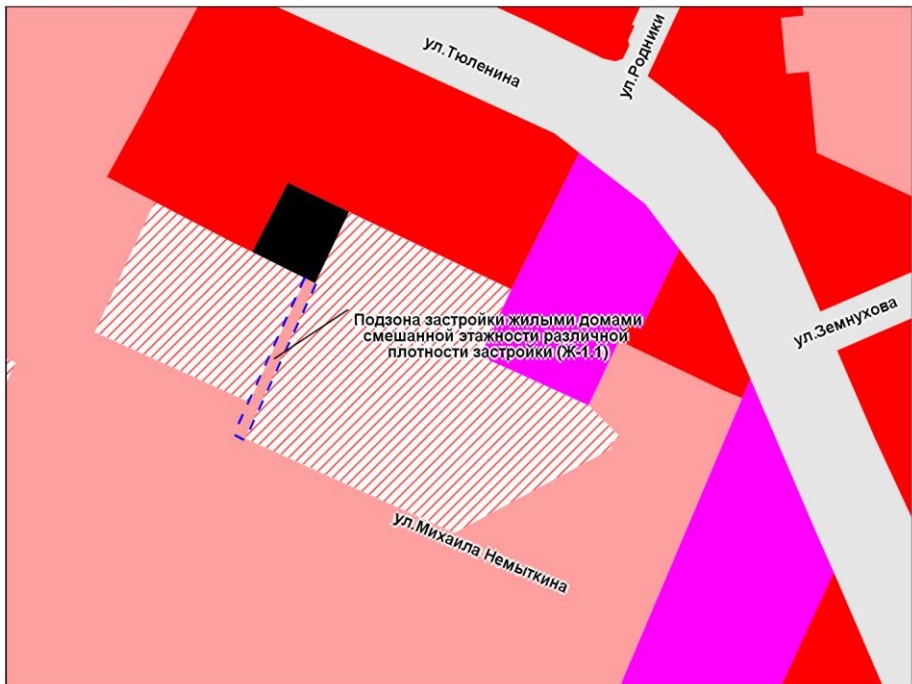 ул.Тюленина
ул.Родники
ул.Земнухова
Подзона застройки жилыми домами
смешанной этажности различной
плотности застройки (Ж-1.1)
ул.Михаила Немыткина